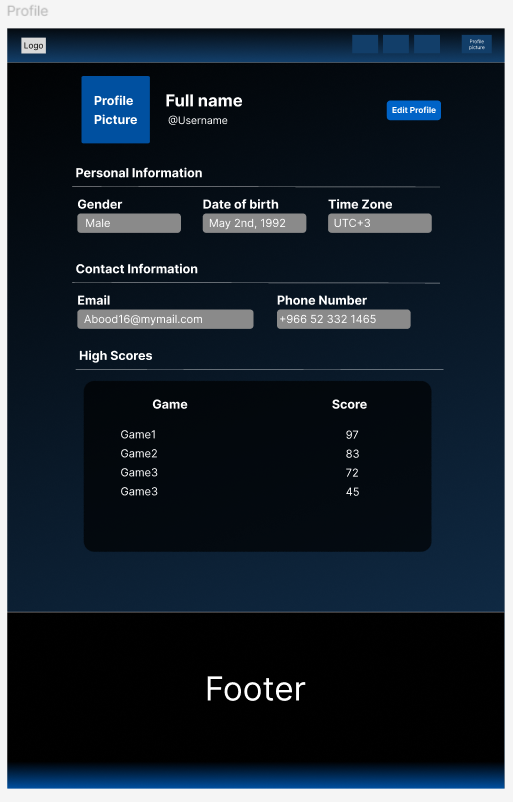 Profile
Logo
Profile
picture
Profile
Picture
Full name
@Username
Edit Profile
Personal Information
Gender Date of birth Time Zone
Male May 2nd, 1992 UTC+3
Contact Information
Email Phone Number
Abood16@mymail.com +966 52 332 1465
High Scores
Game Score
Game1 97
Game2 83
Game3 72
Game3 45
Footer